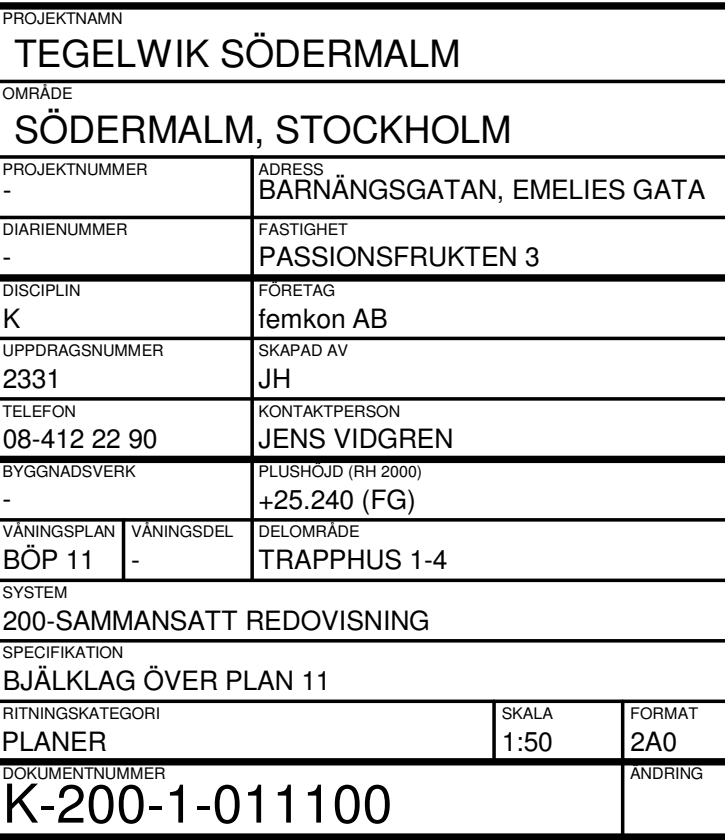 PROJEKTNAMN
TEGELWIK SÖDERMALM
OMRÅDE
SÖDERMALM, STOCKHOLM
PROJEKTNUMMER
-
ADRESS
BARNÄNGSGATAN, EMELIES GATA
DIARIENUMMER
-
FASTIGHET
PASSIONSFRUKTEN 3
DISCIPLIN
K
FÖRETAG
femkon AB
UPPDRAGSNUMMER
2331
SKAPAD AV
JH
TELEFON
08-412 22 90
KONTAKTPERSON
JENS VIDGREN
BYGGNADSVERK
-
PLUSHÖJD (RH 2000)
+25.240 (FG)
VÅNINGSPLAN
BÖP 11
VÅNINGSDEL
-
DELOMRÅDE
TRAPPHUS 1-4
SYSTEM
200-SAMMANSATT REDOVISNING
SPECIFIKATION
BJÄLKLAG ÖVER PLAN 11
RITNINGSKATEGORI
PLANER
SKALA
1:50
FORMAT
2A0
DOKUMENTNUMMER
K-200-1-011100
ÄNDRING